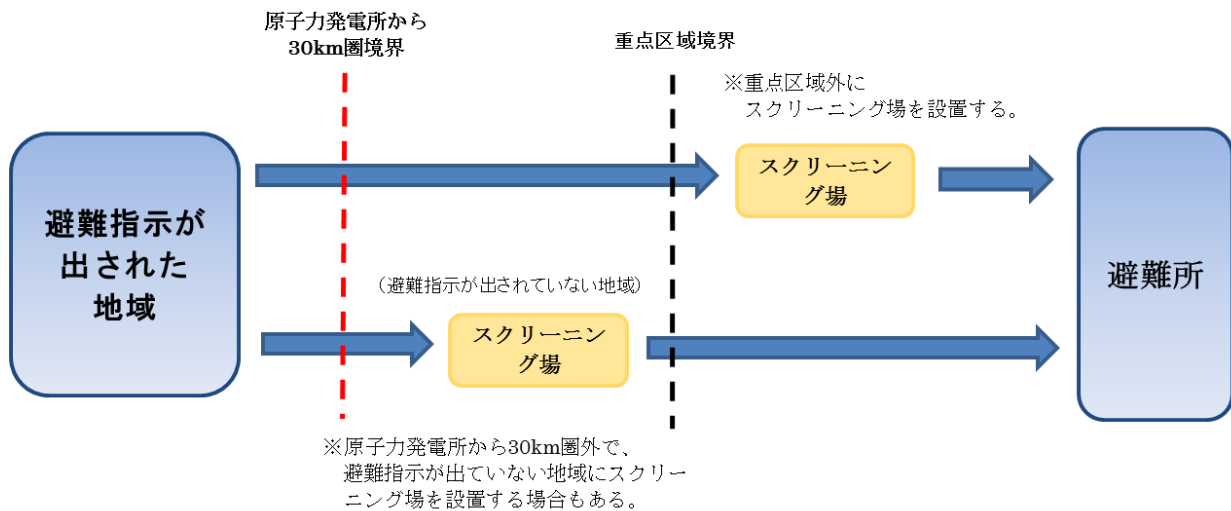 原子力発電所から
30km圏境界
重点区域境界
※重点区域外に
スクリーニング場を設置する。
避難指示が
出された
地域
スクリーニン
グ場
避難所
（避難指示が出されていない地域）
スクリーニン
グ場
※原子力発電所から30km圏外で、
避難指示が出ていない地域にスクリー
ニング場を設置する場合もある。